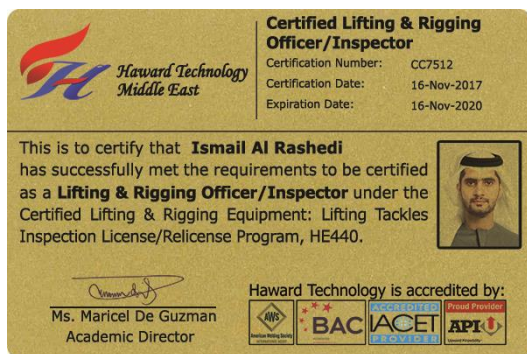 Haward Technology
Middle East
Certified Lifting & Rigging
Officer/Inspector
Certification Number: CC7512
Certification Date: 16-Nov-2017
Expiration Date: 16-Nov-2020
This is to certify that Ismail Al Rashedi
has successfully met the requirements to be certified
as a Lifting & Rigging Officer/Inspector under the
Certified Lifting & Rigging Equipment: Lifting Tackles
Inspection License/Relicense Program, HE440.
Ms. Maricel De Guzman
Academic Director
Haward Technology is accredited by:
AWS
American Welding Society
BAC
ACCREDITED
IACET
PROVIDER
Proud Provider
API U